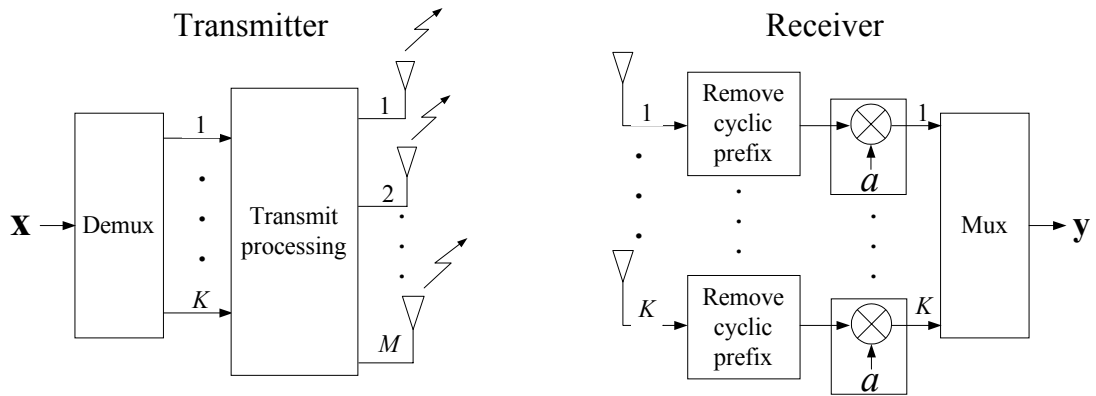 Transmitter
Receiver
x
Demux
1
K
Transmit
processing
1
2
M
1
Remove
cyclic
prefix
a
1
K
Remove
cyclic
prefix
a
K
Mux
y